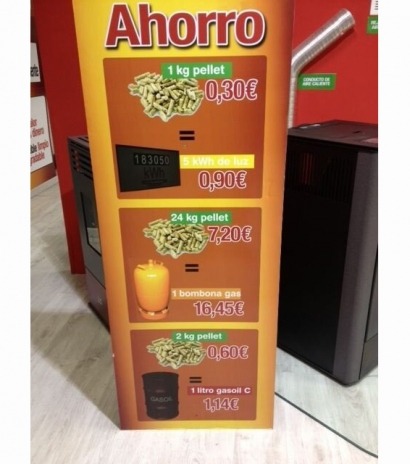 Ahorro
1 kg pellet
0,30€
=
183050
kWh
5 kWh de luz
0,90€
24 kg pellet
7,20€
=
1 bombona gas
16,45€
2 kg pellet
0,60€
=
GASOIL
1 litro gasoil C
1,14€
CONDUCTO DE
AIRE CALIENTE